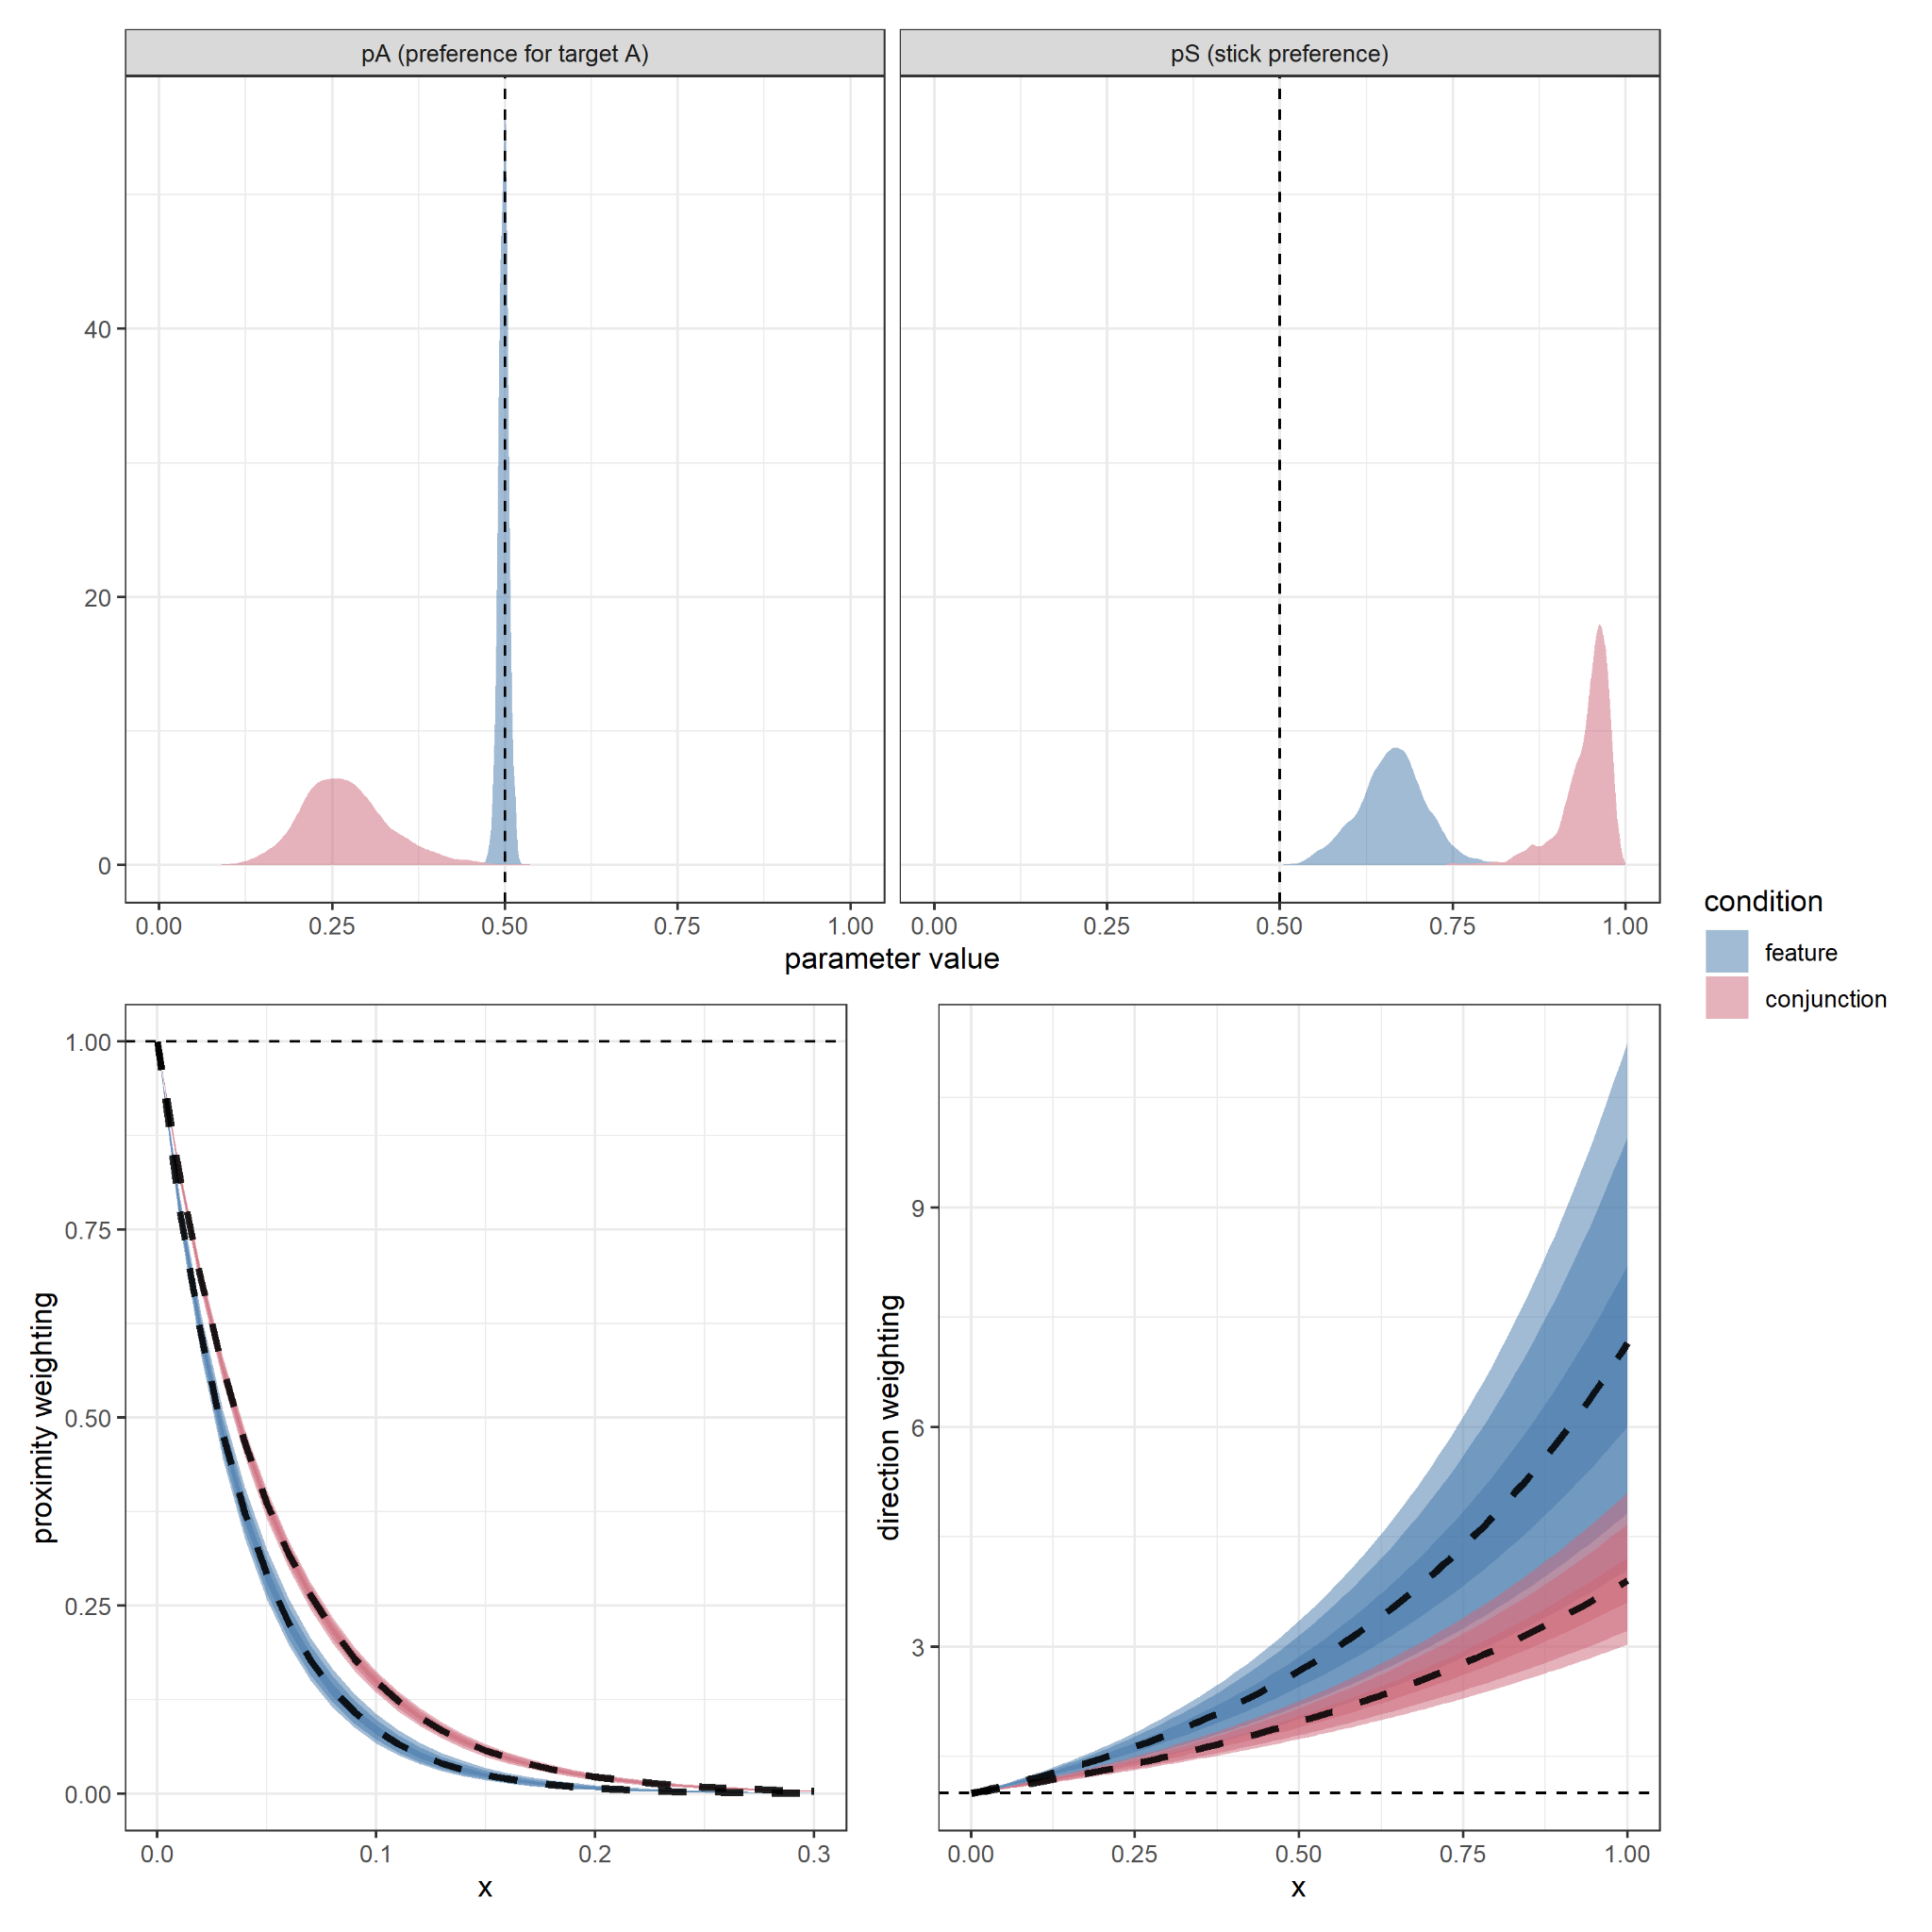 pA (preference for target A)
pS (stick preference)
40
20
0
0.00 0.25 0.50 0.75 1.00
0.00 0.25 0.50 0.75 1.00
parameter value
condition
feature
conjunction
proximity weighting
1.00
0.75
0.50
0.25
0.00
0.0 0.1 0.2 0.3
x
direction weighting
9
6
3
0.00 0.25 0.50 0.75 1.00
x